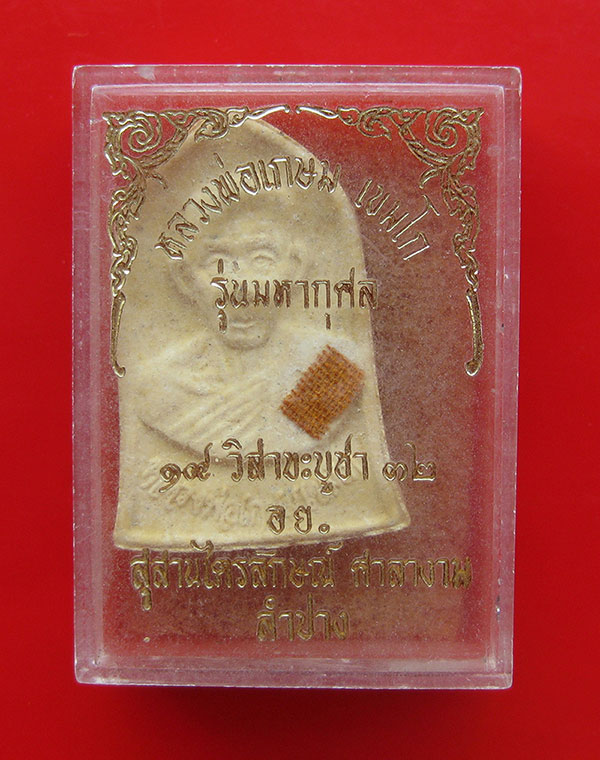 หลวงพ่อเกษม เขมโก
รุ่นมหากุศล
๑๙ วิสาขะบูชา ๓๒
อย.
สุสานไตรลักษณ์ ศาลางาม
ลำปาง